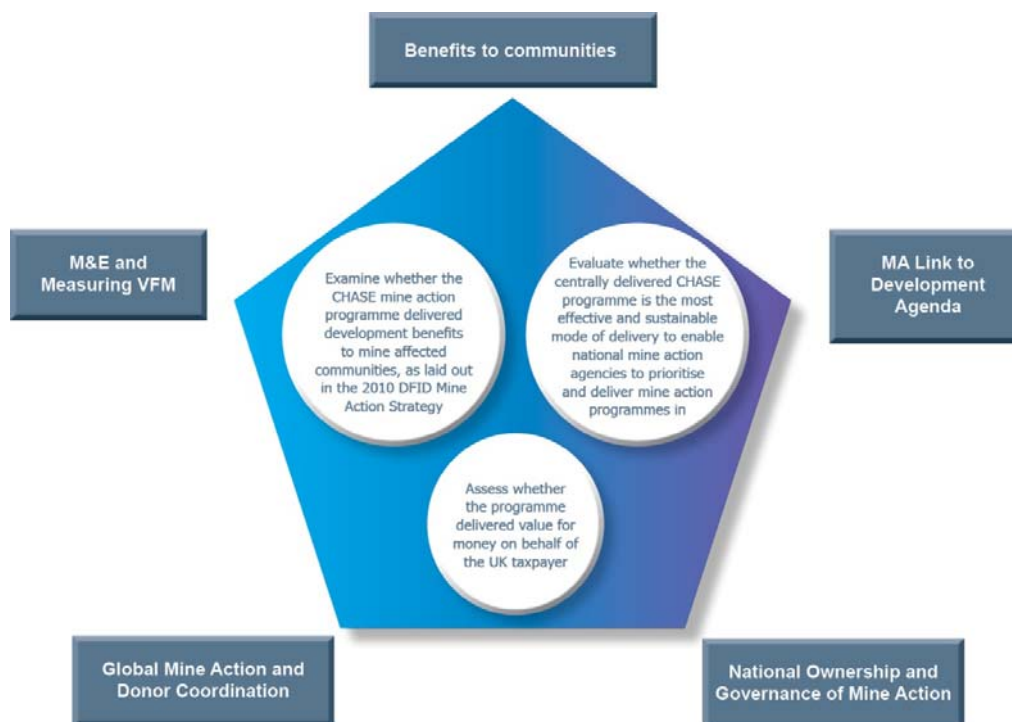 Benefits to communities
M&E and
Measuring VFM
MA Link to
Development
Agenda
Examine whether the
CHASE mine action
programme delivered
development benefits
to mine affected
communities, as laid out
in the 2010 DFID Mine
Action Strategy
Evaluate whether the
centrally delivered CHASE
programme is the most
effective and sustainable
mode of delivery to enable
national mine action
agencies to prioritise
and deliver mine action
programmes in
Assess whether
the programme
delivered value for
money on behalf of
the UK taxpayer
Global Mine Action and
Donor Coordination
National Ownership and
Governance of Mine Action